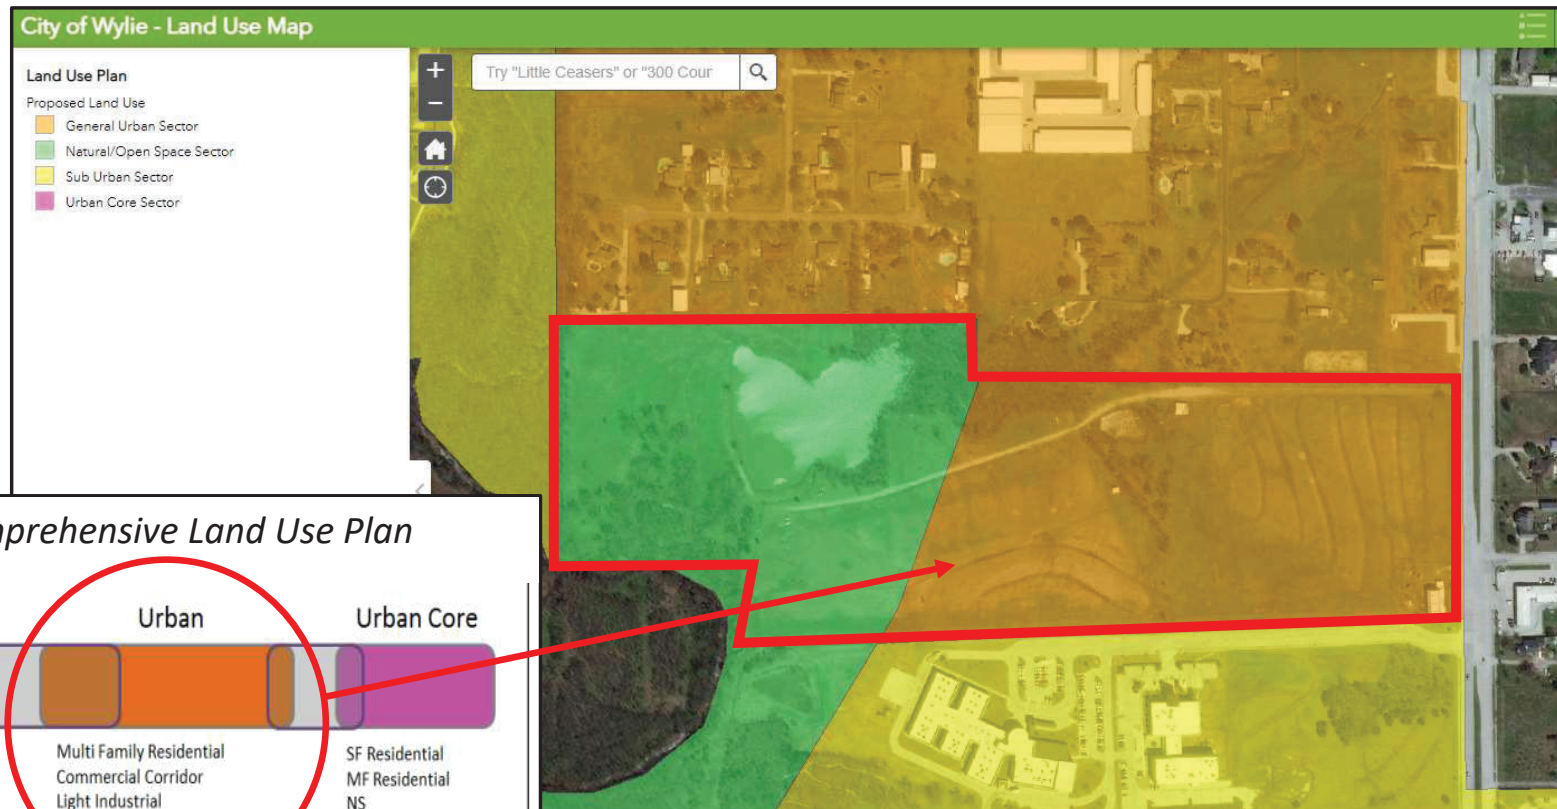 City of Wylie - Land Use Map
Land Use Plan
Proposed Land Use
General Urban Sector
Natural/Open Space Sector
Sub Urban Sector
Urban Core Sector
+
Try "Little Ceasers" or "300 Cour
−
mprehensive Land Use Plan
Urban
Urban Core
Multi Family Residential
Commercial Corridor
Light Industrial
SF Residential
MF Residential
NS